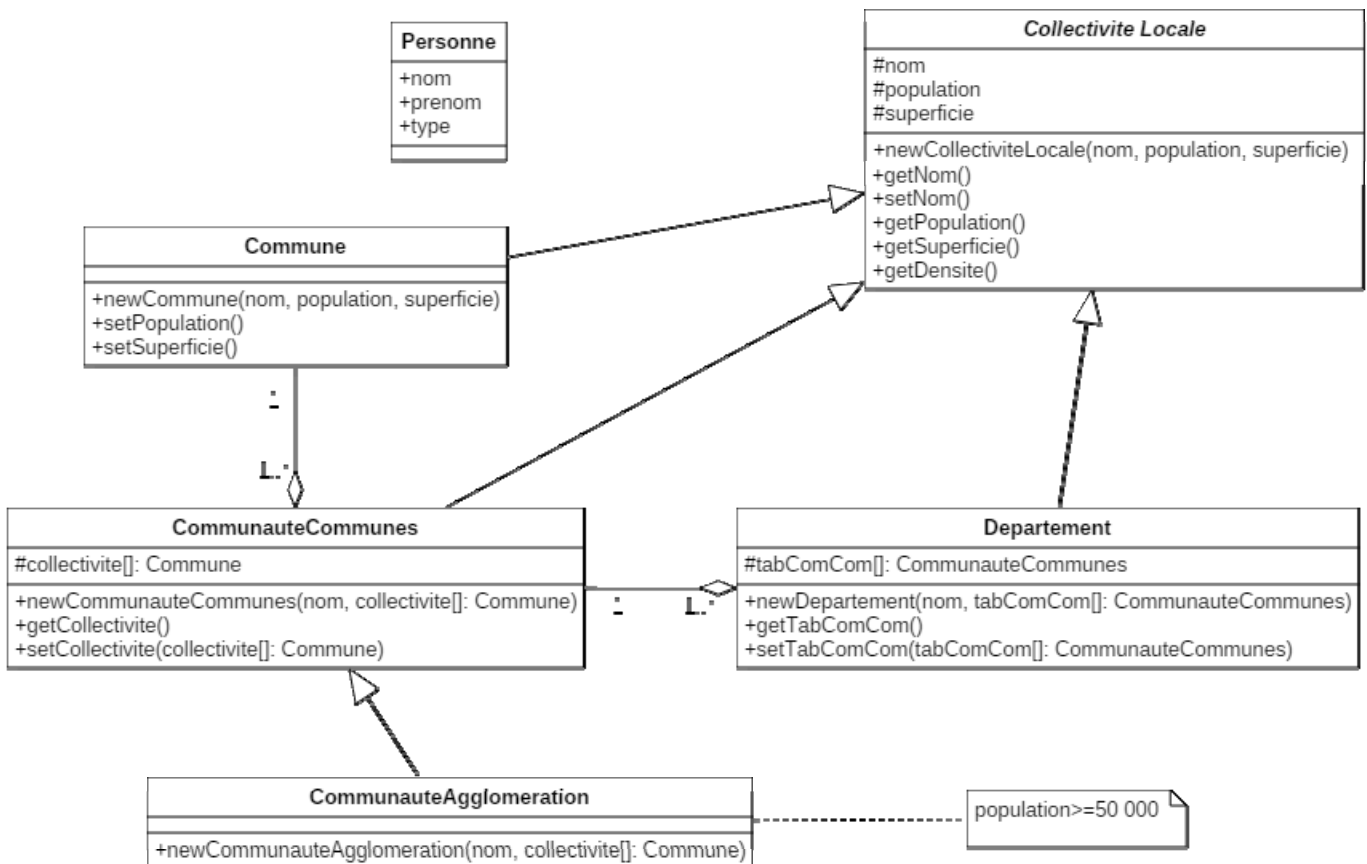 Personne
+nom
+prenom
+type
Collectivite Locale
#nom
#population
#superficie
+newCollectiviteLocale(nom, population, superficie)
+getNom()
+setNom()
+getPopulation()
+getSuperficie()
+getDensite()
Commune
+newCommune(nom, population, superficie)
+setPopulation()
+setSuperficie()
CommunauteCommunes
#collectivite[]: Commune
+newCommunauteCommunes(nom, collectivite[]: Commune)
+getCollectivite()
+setCollectivite(collectivite[]: Commune)
Departement
#tabComCom[]: CommunauteCommunes
+newDepartement(nom, tabComCom[]: CommunauteCommunes)
+getTabComCom()
+setTabComCom(tabComCom[]: CommunauteCommunes)
CommunauteAgglomeration
+newCommunauteAgglomeration(nom, collectivite[]: Commune)
population>=50 000